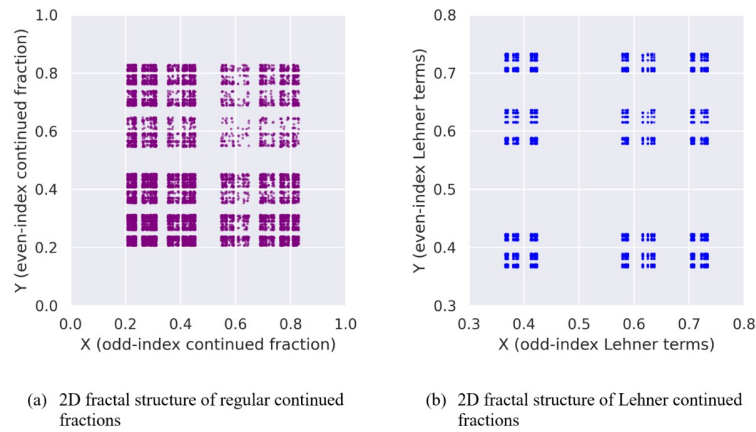 1.0
0.8
0.6
0.4
0.2
0.0
Y (even-index continued fraction)
0.0 0.2 0.4 0.6 0.8 1.0
X (odd-index continued fraction)
(a) 2D fractal structure of regular continued
fractions
0.8
0.7
0.6
0.5
0.4
0.3
Y (even-index Lehner terms)
0.3 0.4 0.5 0.6 0.7 0.8
X (odd-index Lehner terms)
(b) 2D fractal structure of Lehner continued
fractions